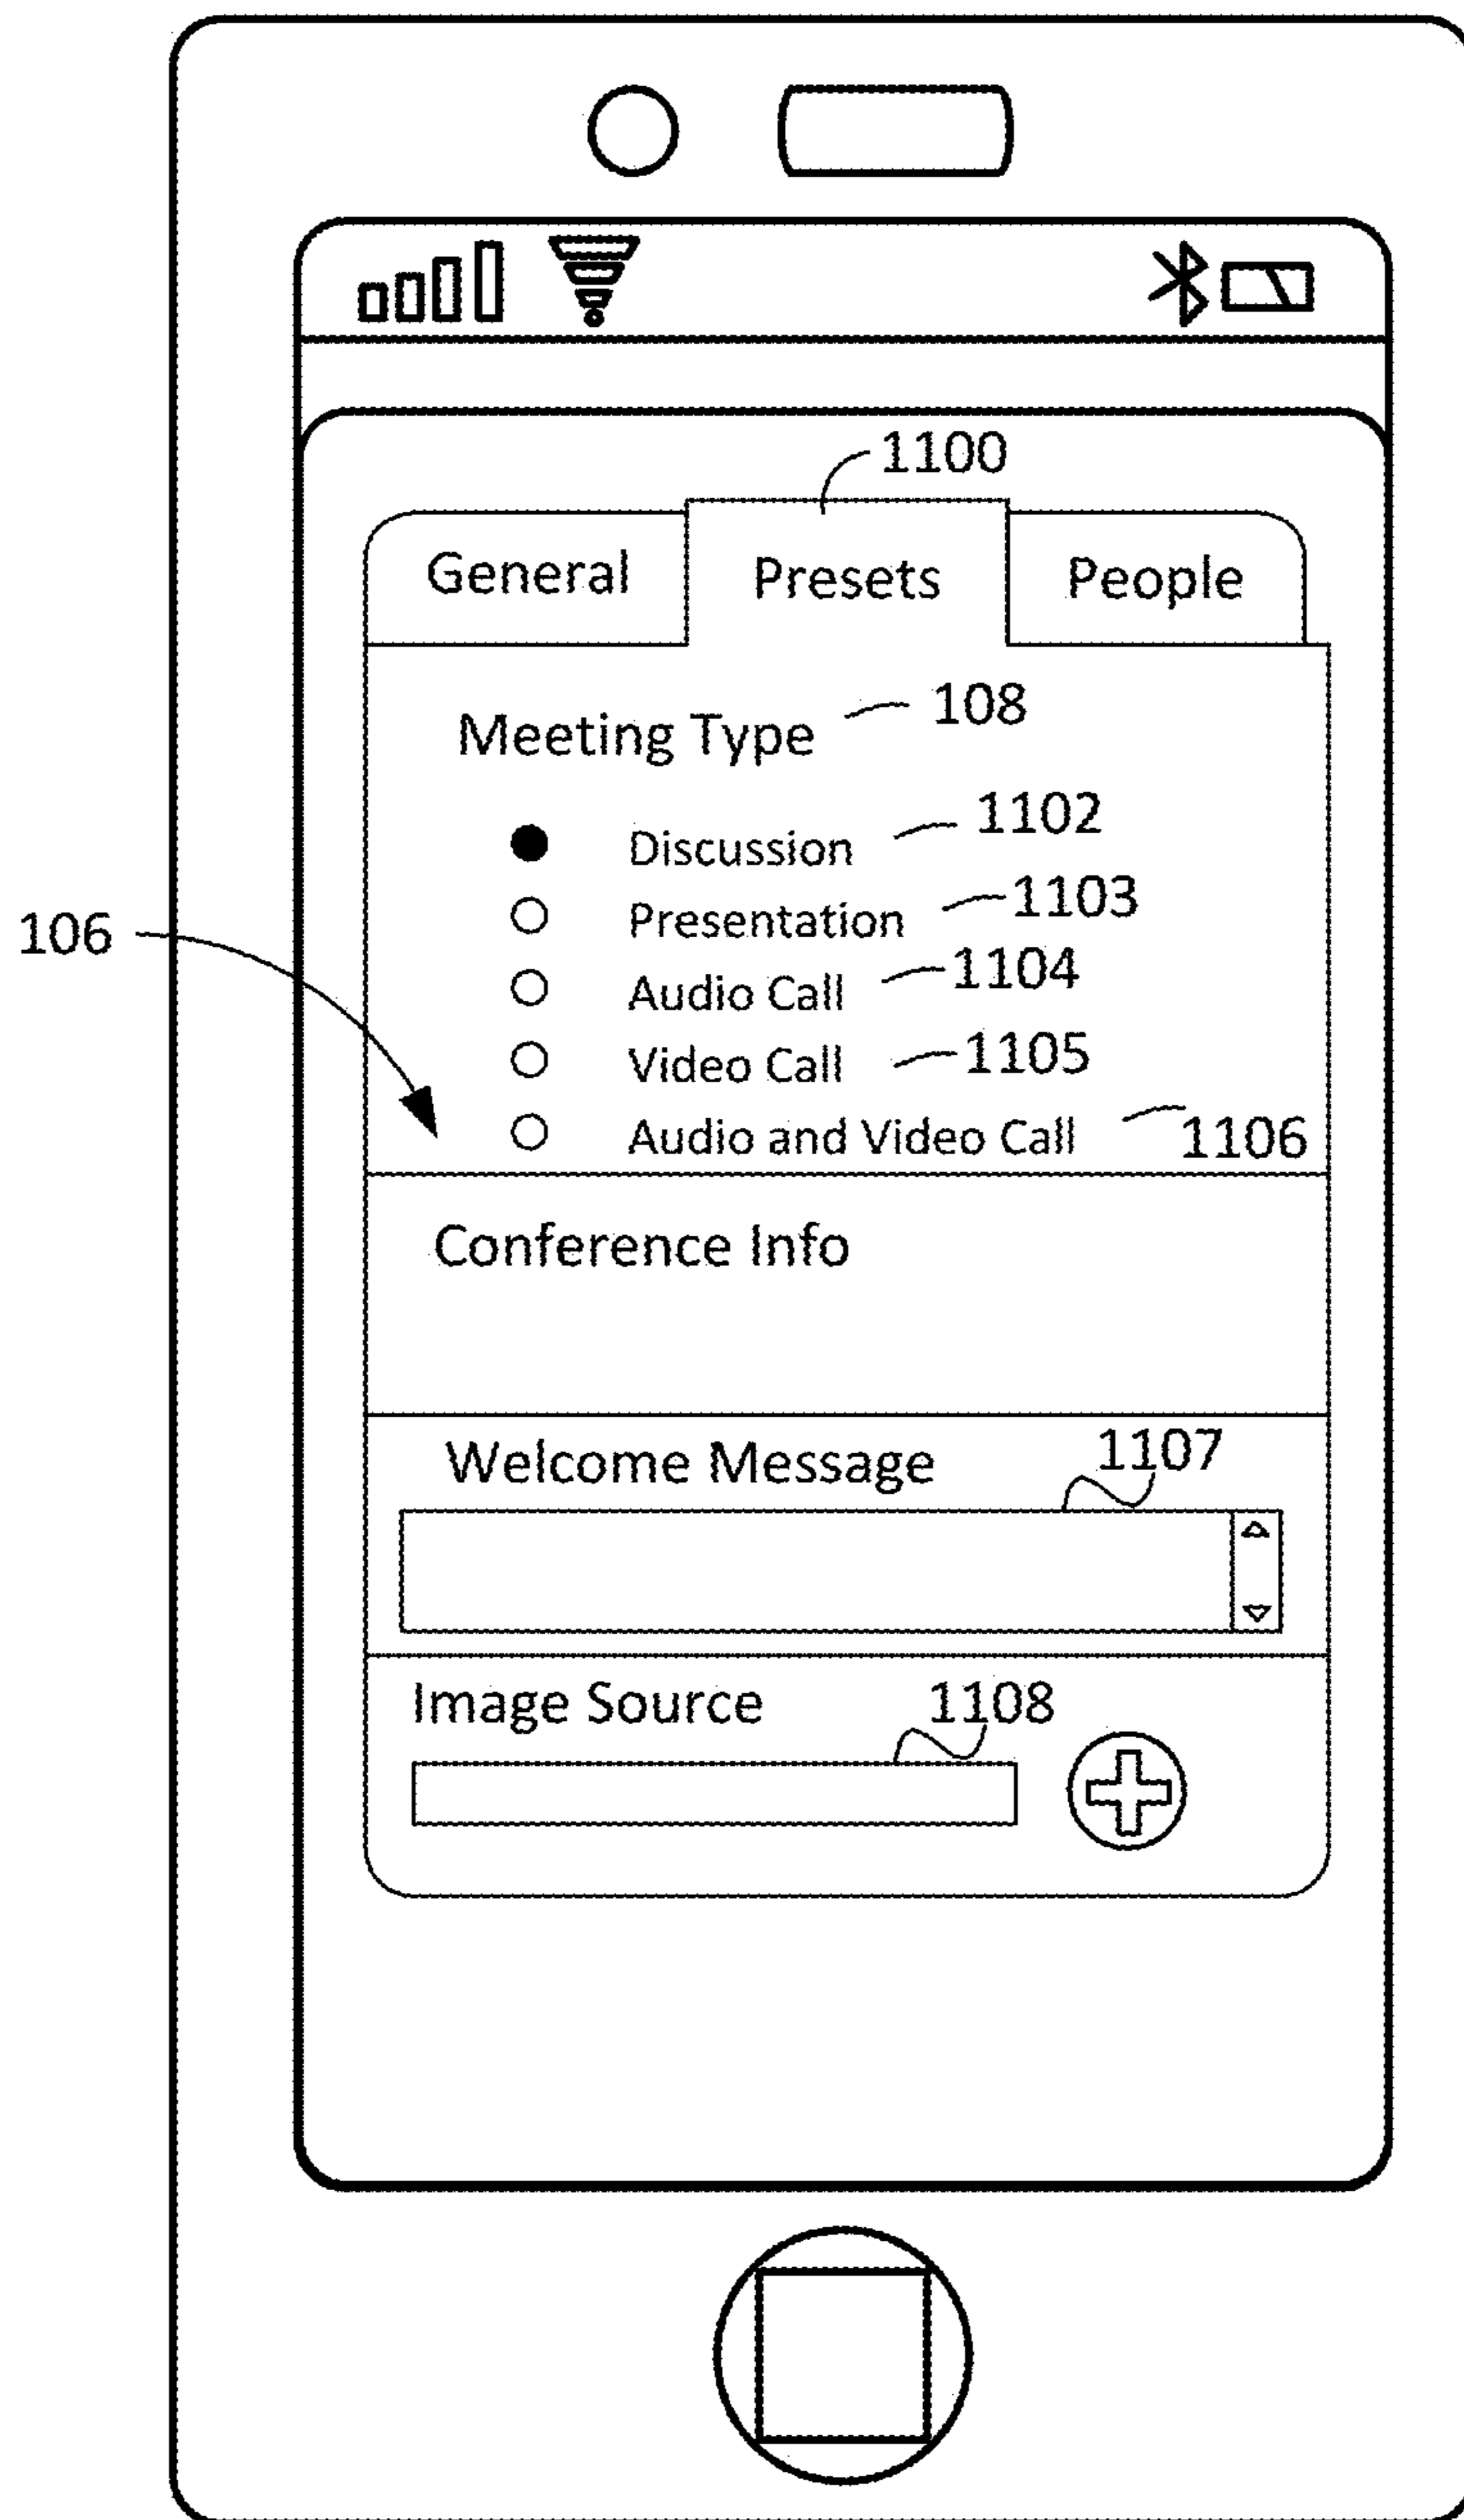 1100
General Presets People
Meeting Type 108
Discussion 1102
Presentation 1103
106
Audio Call 1104
Video Call 1105
Audio and Video Call 1106
Conference Info
Welcome Message 1107
Image Source 1108